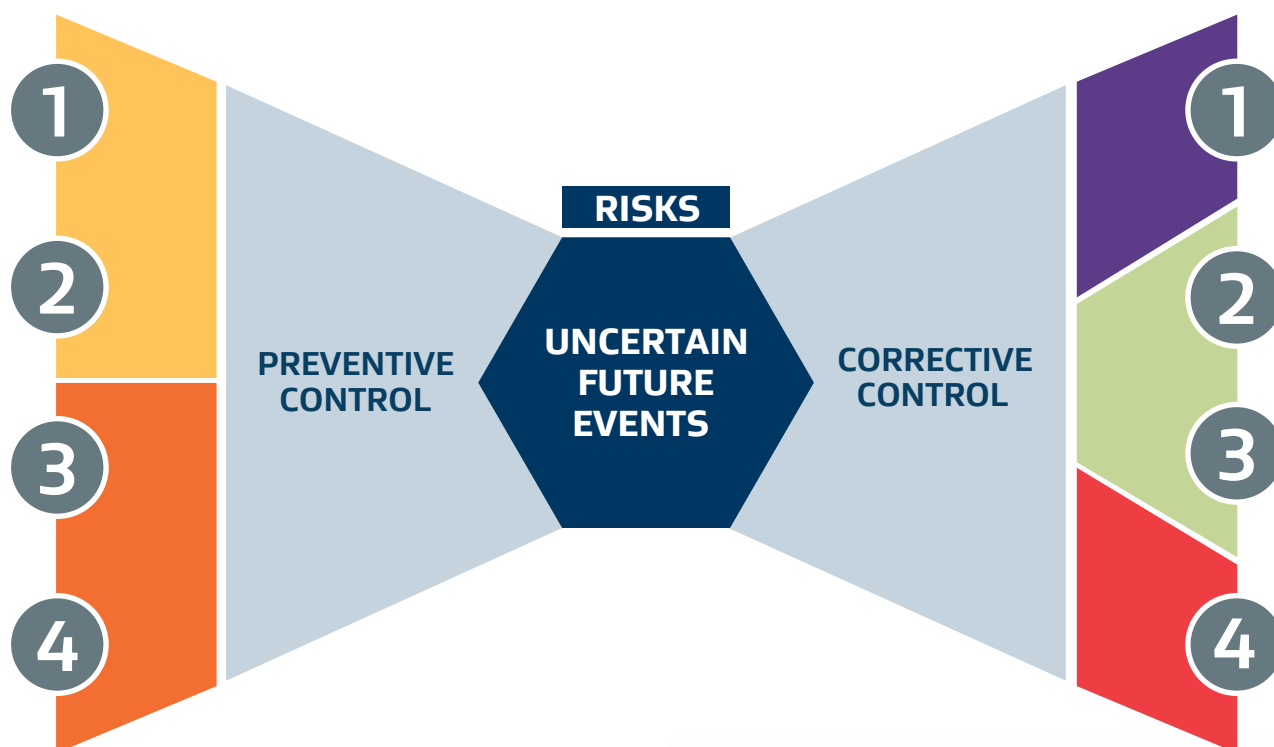 1
2
3
4
PREVENTIVE
CONTROL
RISKS
UNCERTAIN
FUTURE
EVENTS
CORRECTIVE
CONTROL
1
2
3
4